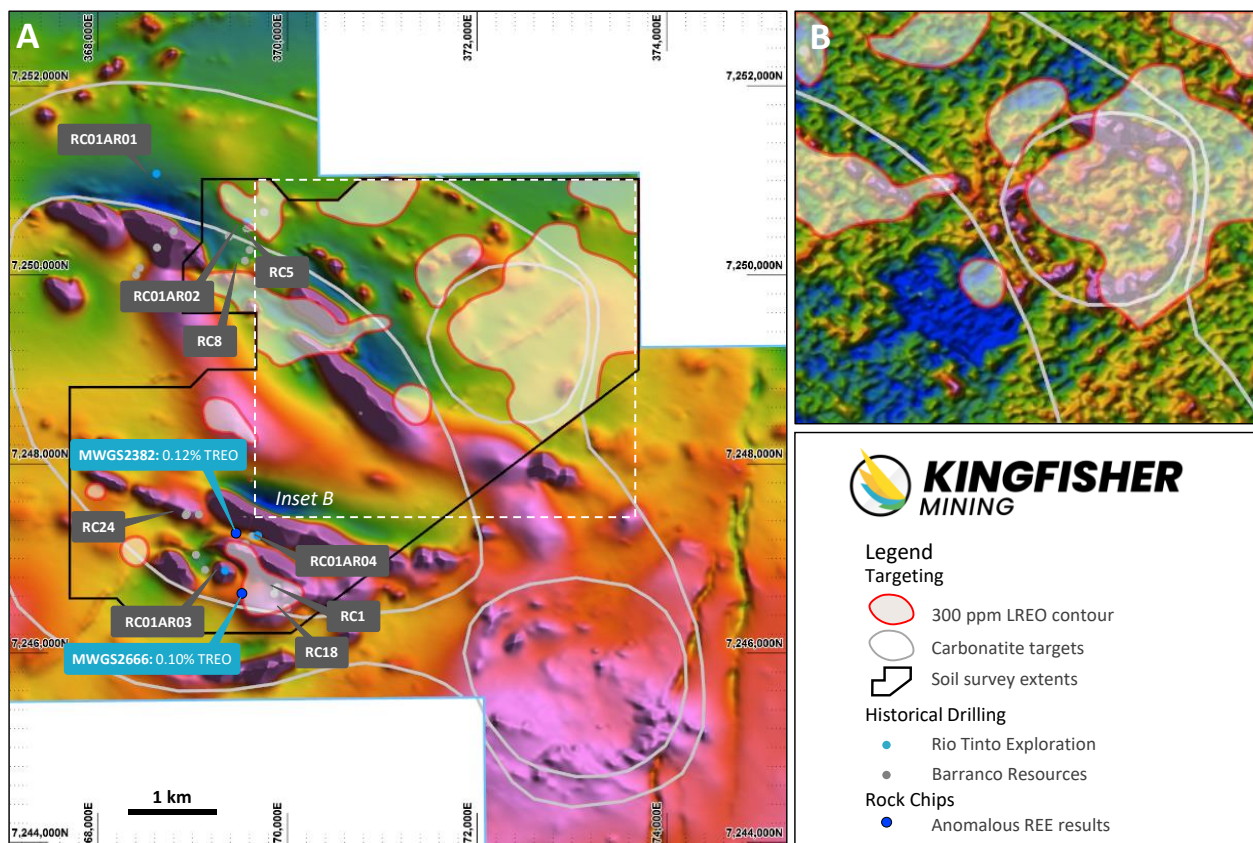 A
368,000E
370,000E
372,000E
374,000E
7,252,000N
7,252,000N
RC01AR01
7,250,000N
7,250,000N
RC5
RC01AR02
RC8
7,248,000N
7,248,000N
MWGS2382: 0.12% TREO
Inset B
RC24
RC01AR04
RC01AR03
RC1
RC18
7,246,000N
7,246,000N
MWGS2666: 0.10% TREO
1 km
7,244,000N
7,244,000N
368,000E
370,000E
372,000E
374,000E
B
KINGFISHER
MINING
Legend
Targeting
300 ppm LREO contour
Carbonatite targets
Soil survey extents
Historical Drilling
Rio Tinto Exploration
Barranco Resources
Rock Chips
Anomalous REE results